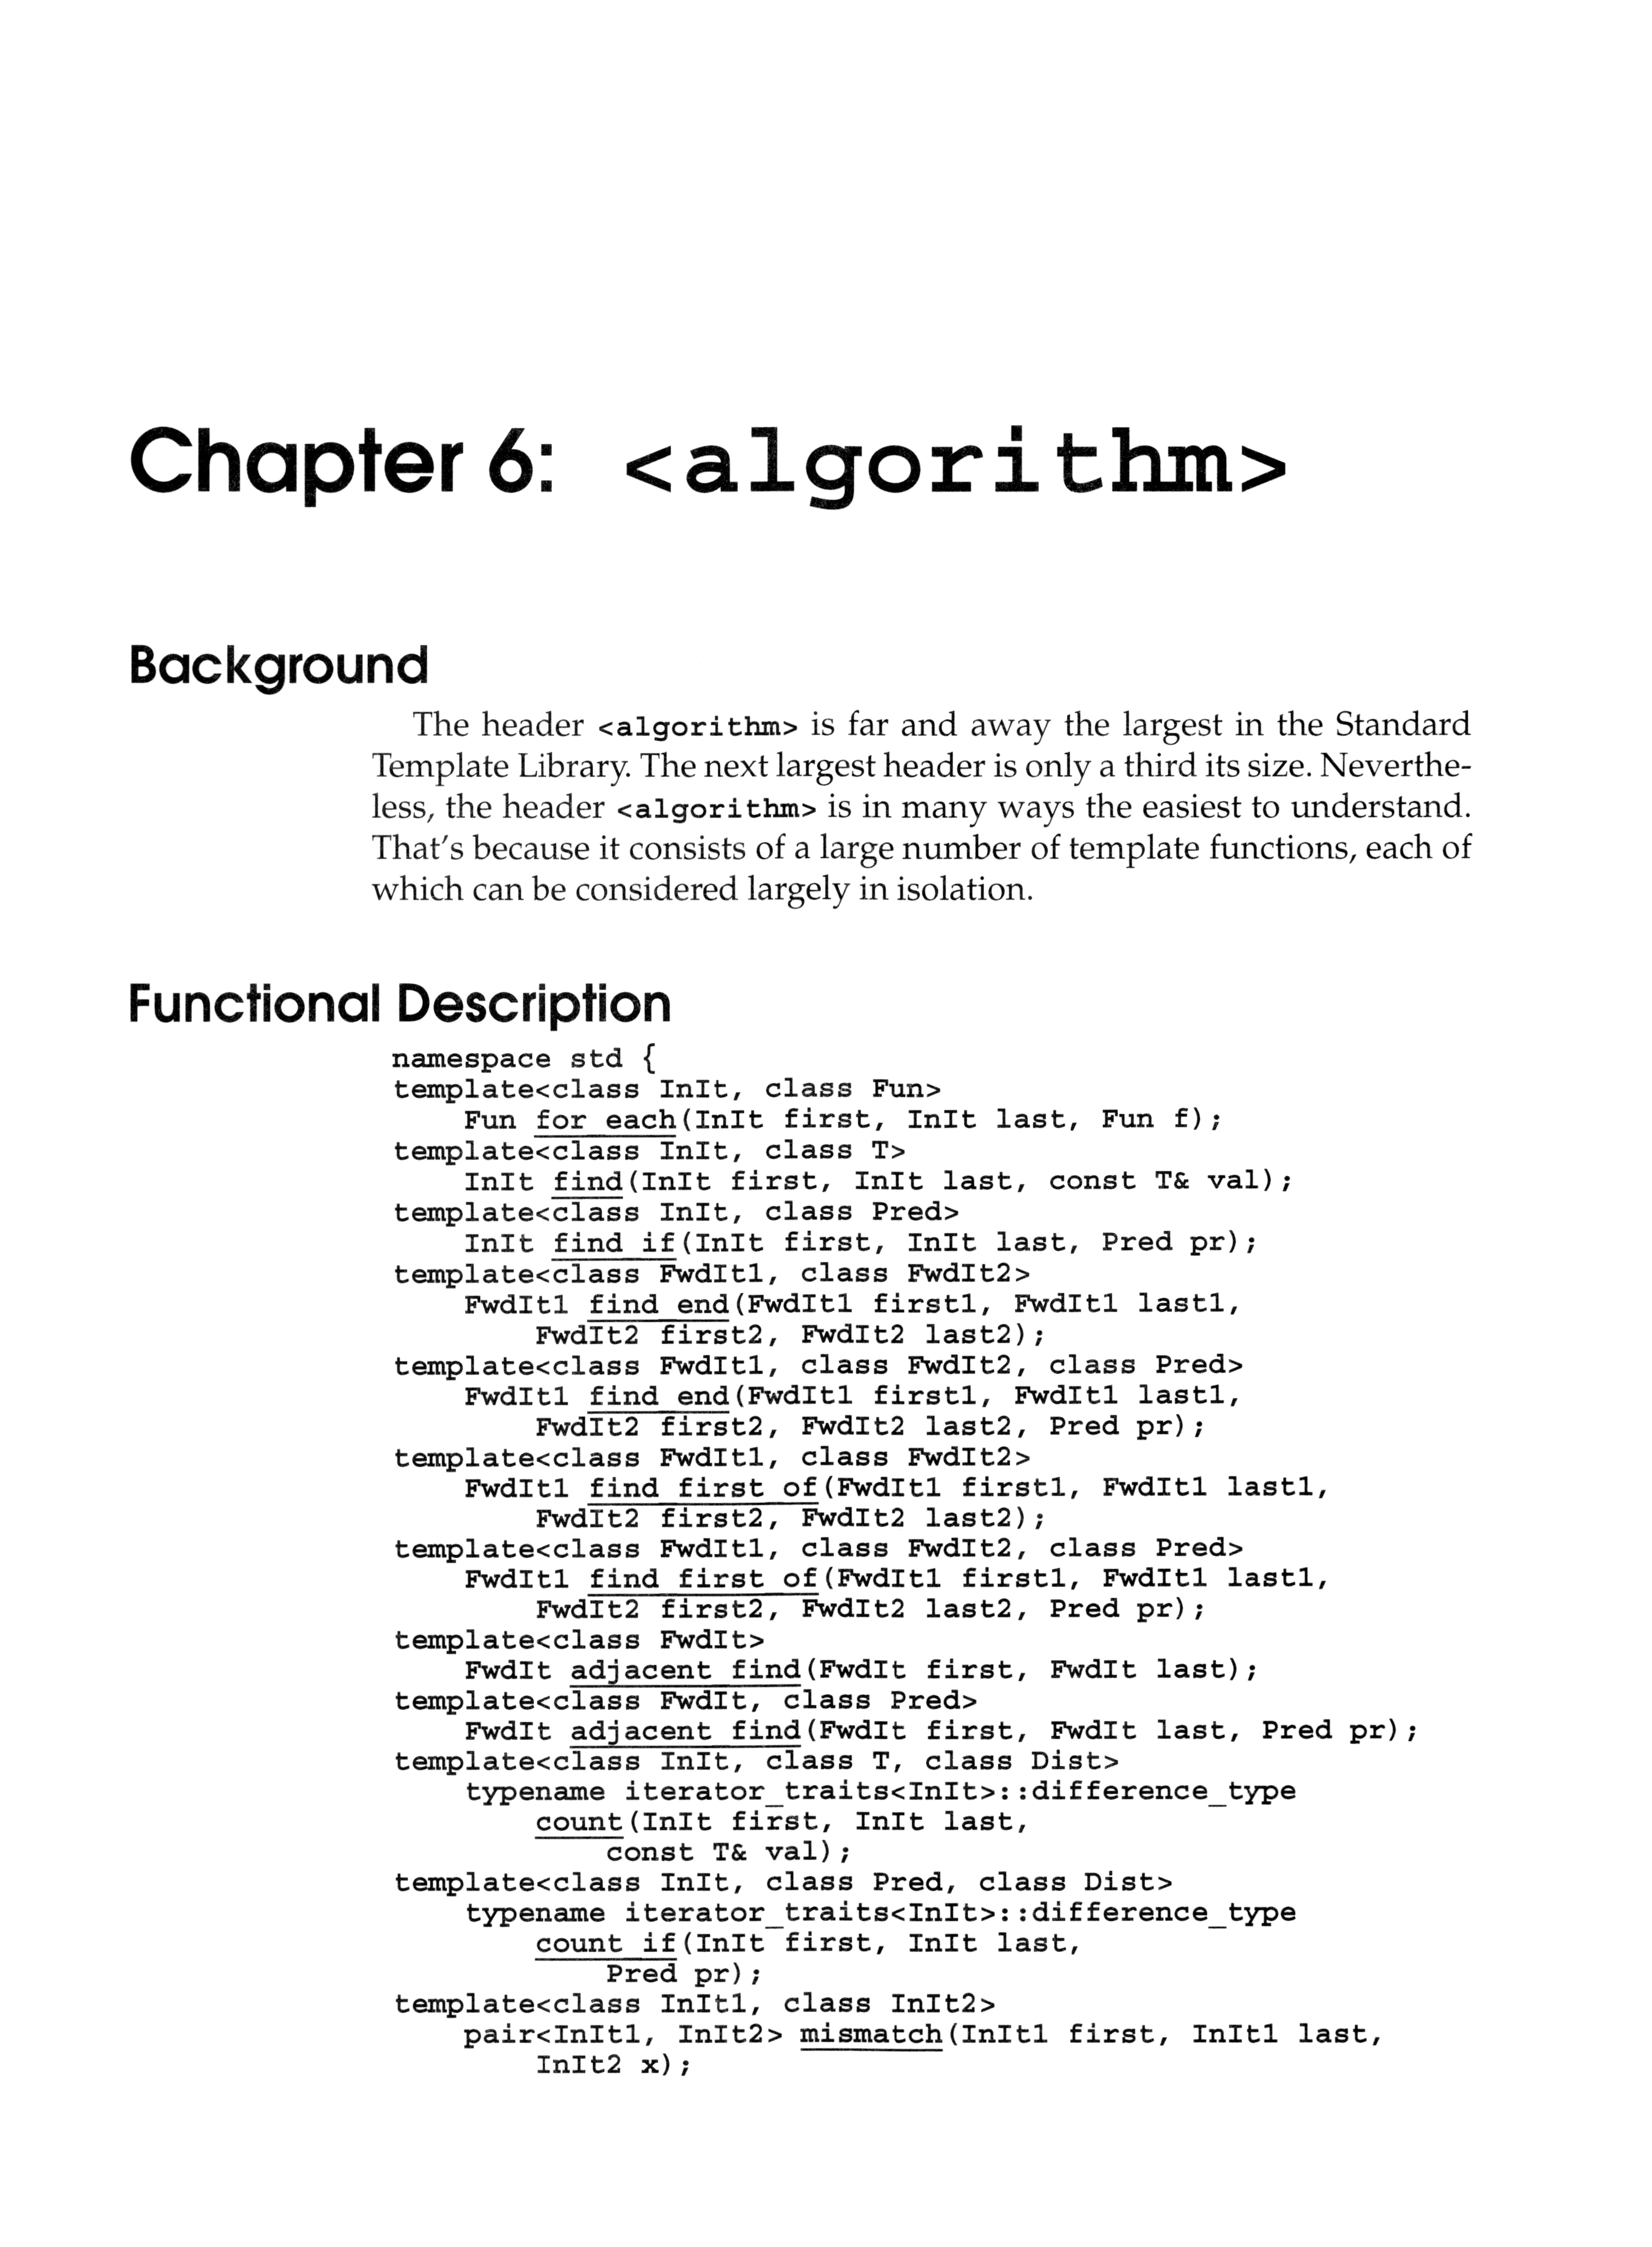 Chapter 6: <algorithm>
Background
The header <algorithm> is far and away the largest in the Standard
Template Library. The next largest header is only a third its size. Neverthe-
less, the header <algorithm> is in many ways the easiest to understand.
That's because it consists of a large number of template functions, each of
which can be considered largely in isolation.
Functional Description
namespace std {
template<class InIt, class Fun>
    Fun for_each(InIt first, InIt last, Fun f);
template<class InIt, class T>
    InIt find(InIt first, InIt last, const T& val);
template<class InIt, class Pred>
    InIt find_if(InIt first, InIt last, Pred pr);
template<class FwdIt1, class FwdIt2>
    FwdIt1 find_end(FwdIt1 first1, FwdIt1 last1,
        FwdIt2 first2, FwdIt2 last2);
template<class FwdIt1, class FwdIt2, class Pred>
    FwdIt1 find_end(FwdIt1 first1, FwdIt1 last1,
        FwdIt2 first2, FwdIt2 last2, Pred pr);
template<class FwdIt1, class FwdIt2>
    FwdIt1 find_first_of(FwdIt1 first1, FwdIt1 last1,
        FwdIt2 first2, FwdIt2 last2);
template<class FwdIt1, class FwdIt2, class Pred>
    FwdIt1 find_first_of(FwdIt1 first1, FwdIt1 last1,
        FwdIt2 first2, FwdIt2 last2, Pred pr);
template<class FwdIt>
    FwdIt adjacent_find(FwdIt first, FwdIt last);
template<class FwdIt, class Pred>
    FwdIt adjacent_find(FwdIt first, FwdIt last, Pred pr);
template<class InIt, class T, class Dist>
    typename iterator_traits<InIt>::difference_type
        count(InIt first, InIt last,
            const T& val);
template<class InIt, class Pred, class Dist>
    typename iterator_traits<InIt>::difference_type
        count_if(InIt first, InIt last,
            Pred pr);
template<class InIt1, class InIt2>
    pair<InIt1, InIt2> mismatch(InIt1 first, InIt1 last,
        InIt2 x);